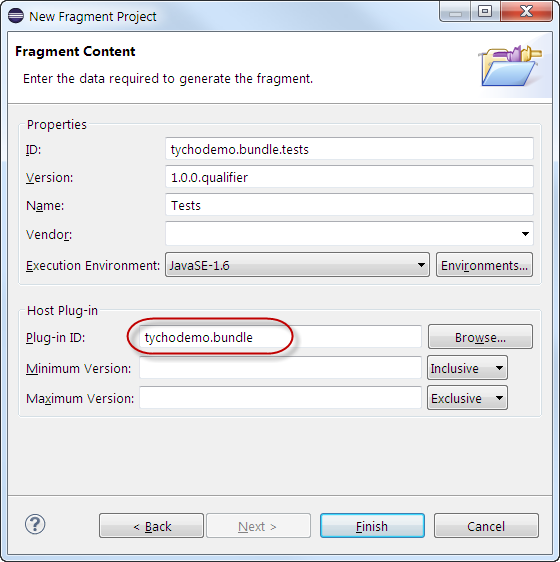 New Fragment Project
Fragment Content
Enter the data required to generate the fragment.
Properties
ID: tychodemo.bundle.tests
Version: 1.0.0.qualifier
Name: Tests
Vendor:
Execution Environment: JavaSE-1.6 Environments...
Host Plug-in
Plug-in ID: tychodemo.bundle Browse...
Minimum Version: Inclusive
Maximum Version: Exclusive
? < Back Next > Finish Cancel